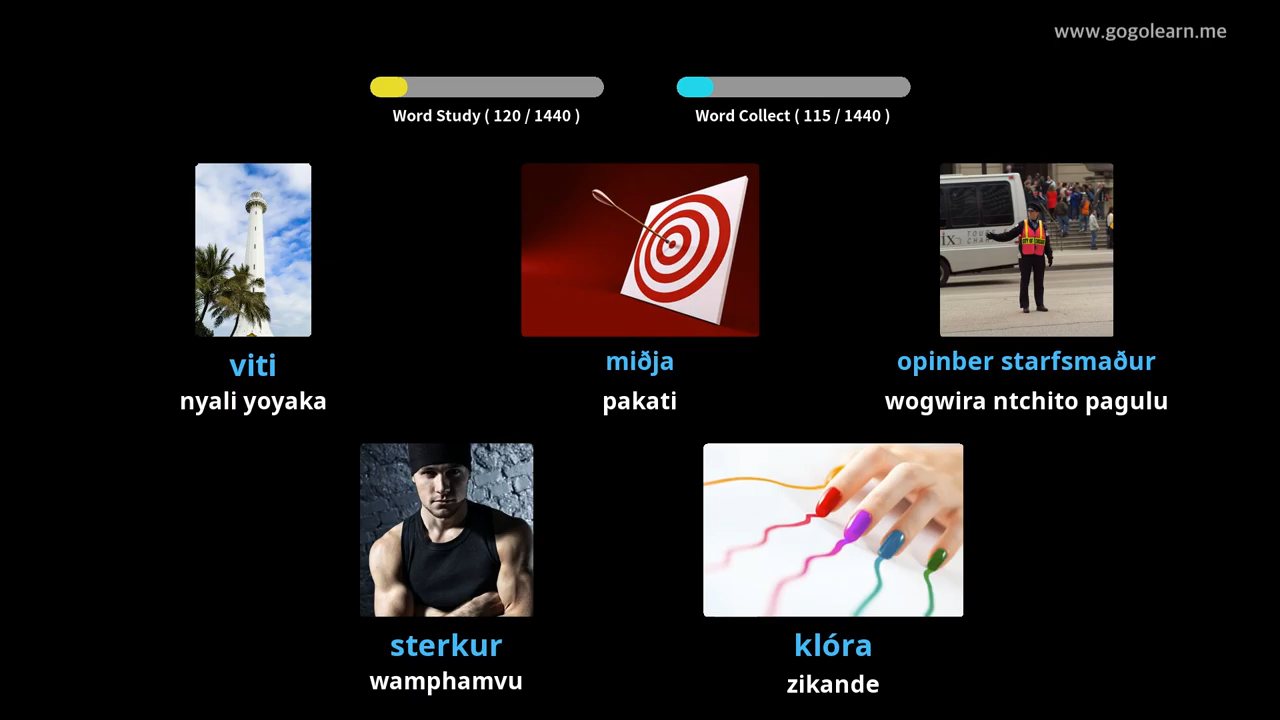 www.gogolearn.me
Word Study ( 120 / 1440 )
Word Collect ( 115 / 1440 )
viti
miðja
opinber starfsmaður
nyali yoyaka
pakati
wogwira ntchito pagulu
sterkur
klóra
wamphamvu
zikande